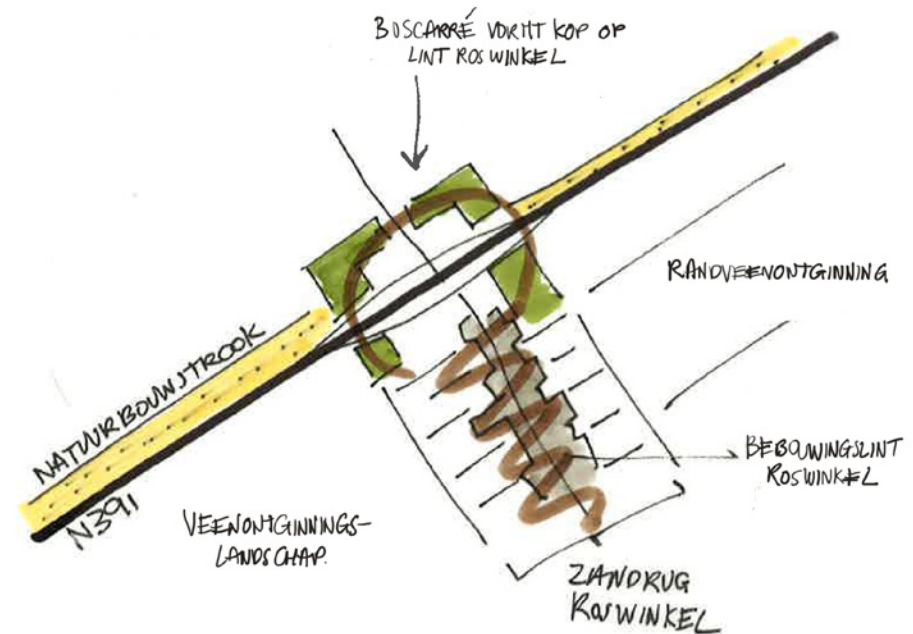 BOSCARRÉ VORMT KOP OP
LINT ROSWINKEL
RANDVEENONTGINNING
NATUURBOUWSTROOK
N391
BEBOUWINGSLINT
ROSWINKEL
VEENONTGINNINGS-
LANDSCHAP.
ZANDRUG
ROSWINKEL